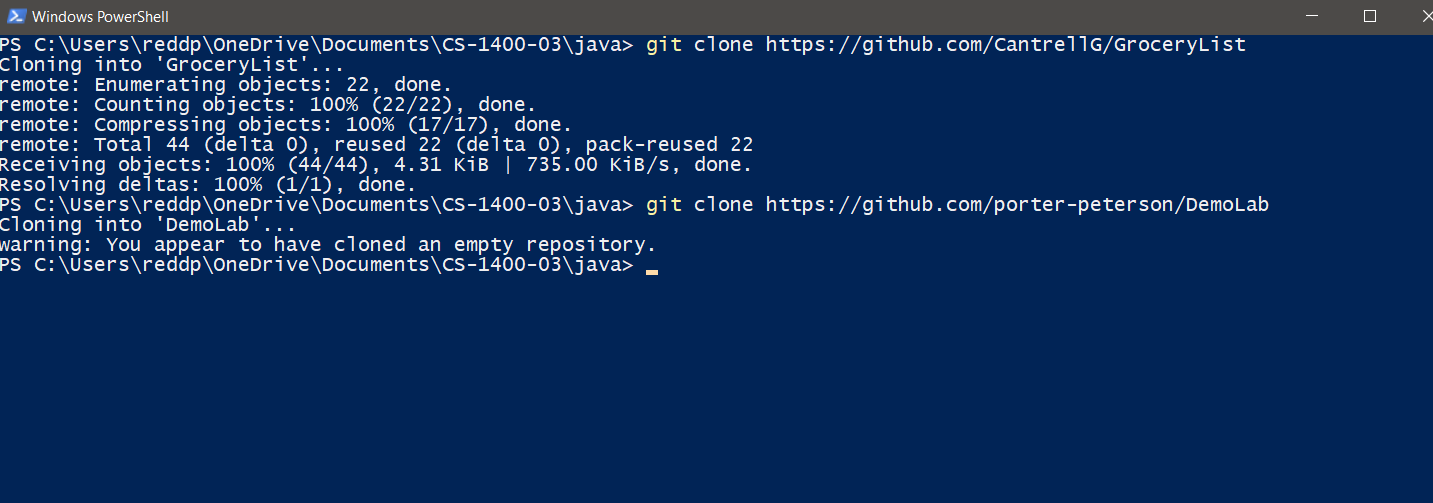 Windows PowerShell
PS C:\Users\reddp\OneDrive\Documents\CS-1400-03\java> git clone https://github.com/CantrellG/GroceryList
Cloning into 'GroceryList'...
remote: Enumerating objects: 22, done.
remote: Counting objects: 100% (22/22), done.
remote: Compressing objects: 100% (17/17), done.
remote: Total 44 (delta 0), reused 22 (delta 0), pack-reused 22
Receiving objects: 100% (44/44), 4.31 KiB | 735.00 KiB/s, done.
Resolving deltas: 100% (1/1), done.
PS C:\Users\reddp\OneDrive\Documents\CS-1400-03\java> git clone https://github.com/porter-peterson/DemoLab
Cloning into 'DemoLab'...
warning: You appear to have cloned an empty repository.
PS C:\Users\reddp\OneDrive\Documents\CS-1400-03\java>